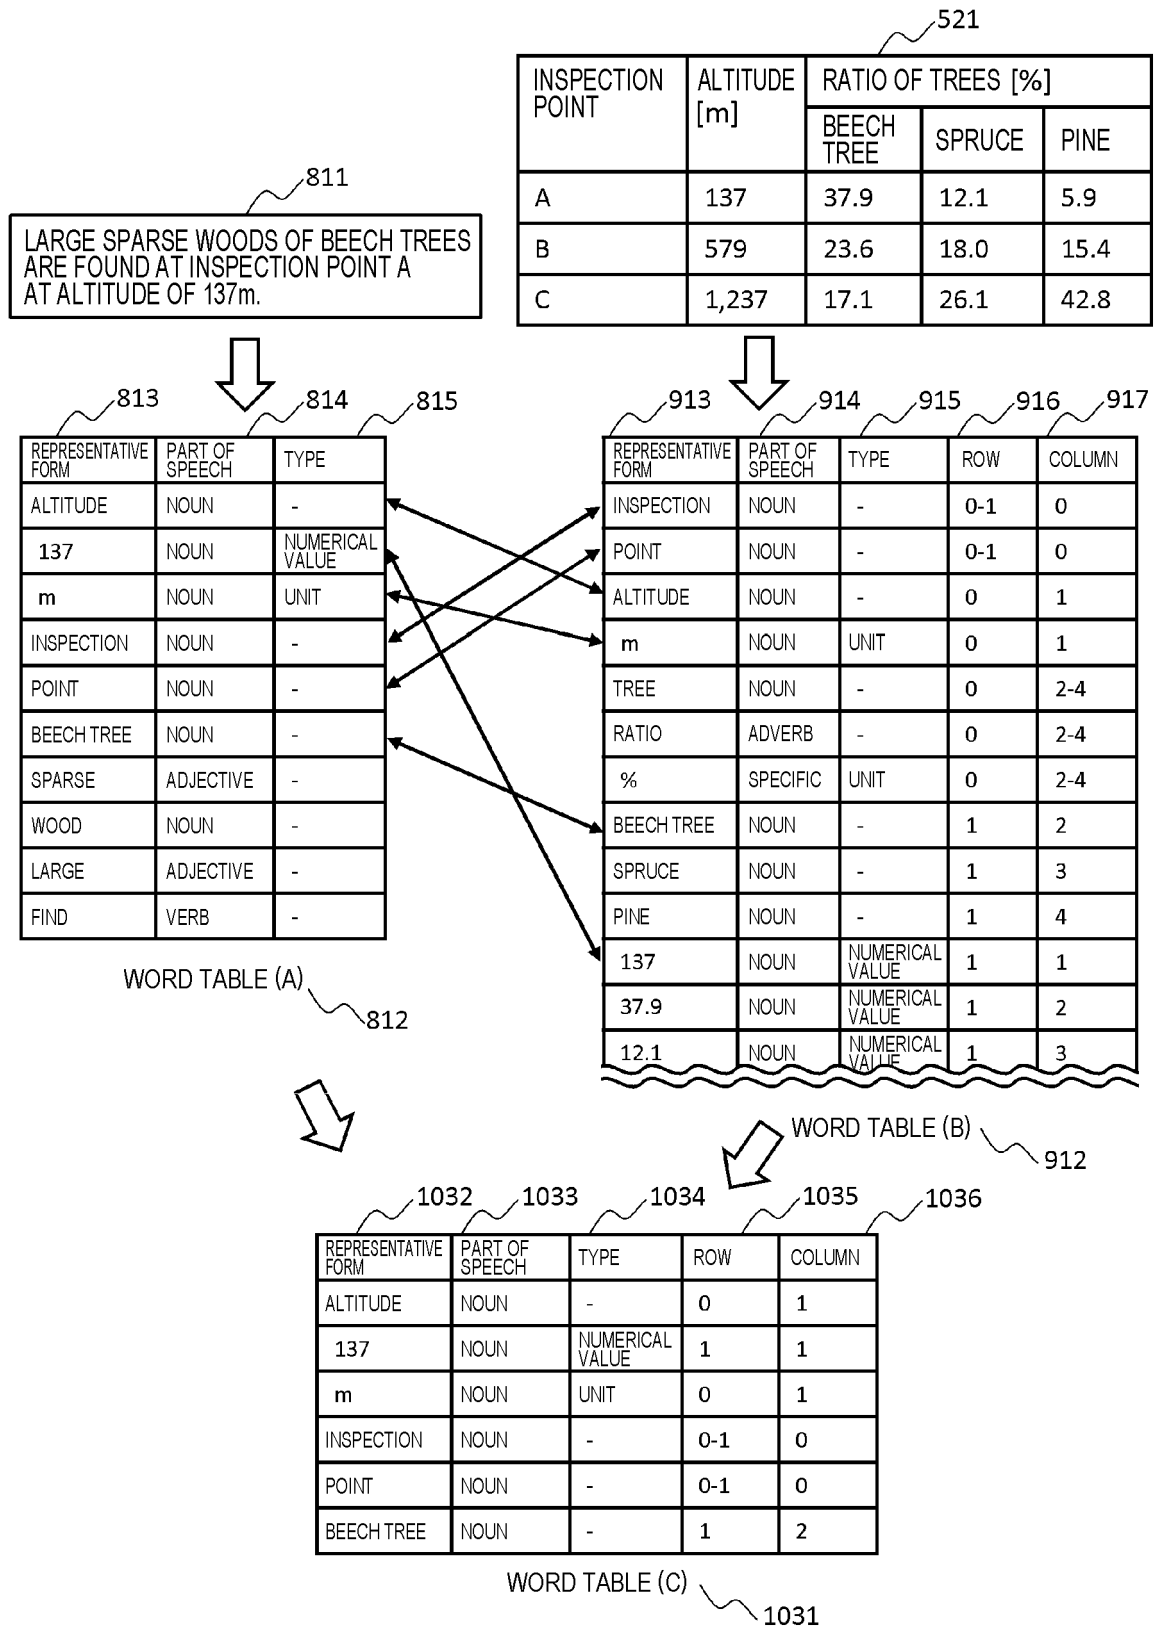 521
INSPECTION POINT ALTITUDE [m] RATIO OF TREES [%]
BEECH TREE SPRUCE PINE
A 137 37.9 12.1 5.9
B 579 23.6 18.0 15.4
C 1,237 17.1 26.1 42.8
811
LARGE SPARSE WOODS OF BEECH TREES
ARE FOUND AT INSPECTION POINT A
AT ALTITUDE OF 137m.
813 814 815
REPRESENTATIVE FORM PART OF SPEECH TYPE
ALTITUDE NOUN -
137 NOUN NUMERICAL VALUE
m NOUN UNIT
INSPECTION NOUN -
POINT NOUN -
BEECH TREE NOUN -
SPARSE ADJECTIVE -
WOOD NOUN -
LARGE ADJECTIVE -
FIND VERB -
WORD TABLE (A)
812
913 914 915 916 917
REPRESENTATIVE FORM PART OF SPEECH TYPE ROW COLUMN
INSPECTION NOUN - 0-1 0
POINT NOUN - 0-1 0
ALTITUDE NOUN - 0 1
m NOUN UNIT 0 1
TREE NOUN - 0 2-4
RATIO ADVERB - 0 2-4
% SPECIFIC UNIT 0 2-4
BEECH TREE NOUN - 1 2
SPRUCE NOUN - 1 3
PINE NOUN - 1 4
137 NOUN NUMERICAL VALUE 1 1
37.9 NOUN NUMERICAL VALUE 1 2
12.1 NOUN NUMERICAL VALUE 1 3
WORD TABLE (B)
912
1032 1033 1034 1035 1036
REPRESENTATIVE FORM PART OF SPEECH TYPE ROW COLUMN
ALTITUDE NOUN - 0 1
137 NOUN NUMERICAL VALUE 1 1
m NOUN UNIT 0 1
INSPECTION NOUN - 0-1 0
POINT NOUN - 0-1 0
BEECH TREE NOUN - 1 2
WORD TABLE (C)
1031